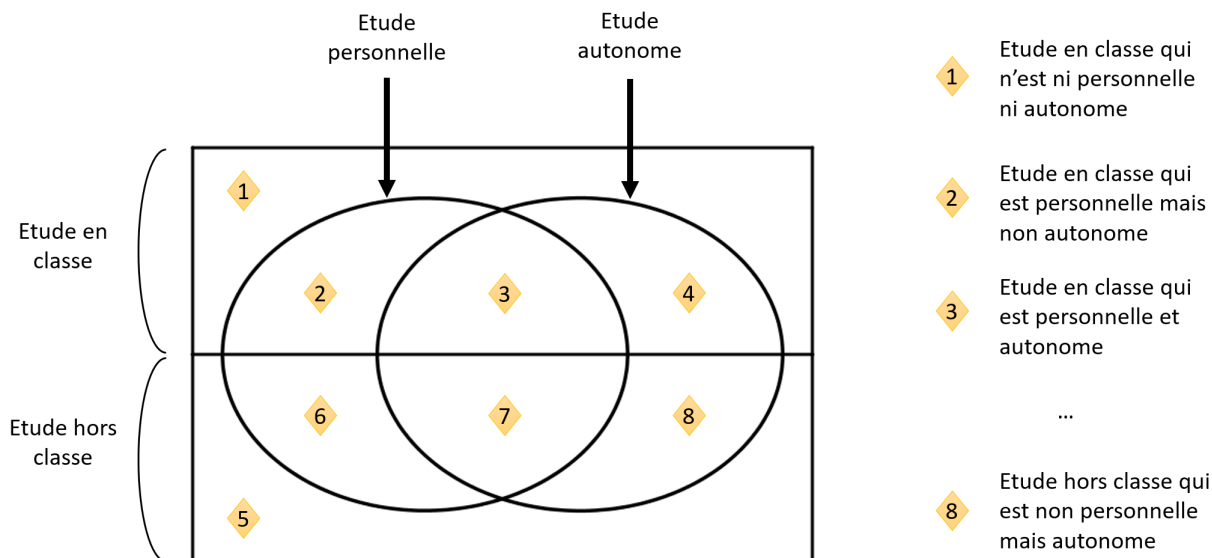 Etude
personnelle
Etude
autonome
Etude en
classe
Etude hors
classe
1
2
3
4
6
7
8
5
1
Etude en classe qui
n’est ni personnelle
ni autonome
2
Etude en classe qui
est personnelle mais
non autonome
3
Etude en classe qui
est personnelle et
autonome
...
8
Etude hors classe qui
est non personnelle
mais autonome